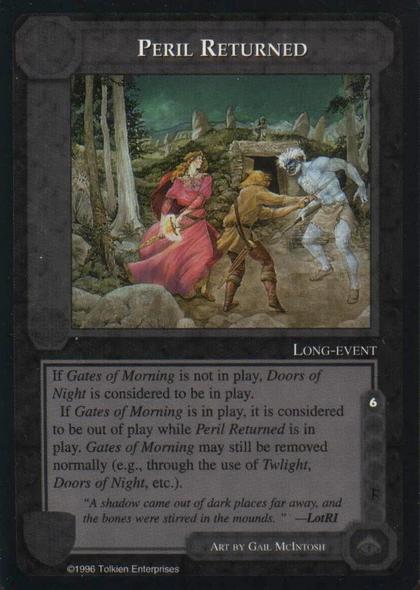 PERIL RETURNED
LONG-EVENT
If Gates of Morning is not in play, Doors of
Night is considered to be in play.
If Gates of Morning is in play, it is considered
to be out of play while Peril Returned is in
play. Gates of Morning may still be removed
normally (e.g., through the use of Twlight,
Doors of Night, etc.).
6
F
“A shadow came out of dark places far away, and
the bones were stirred in the mounds. ” —LotRI
ART BY GAIL MCINTOSH
©1996 Tolkien Enterprises